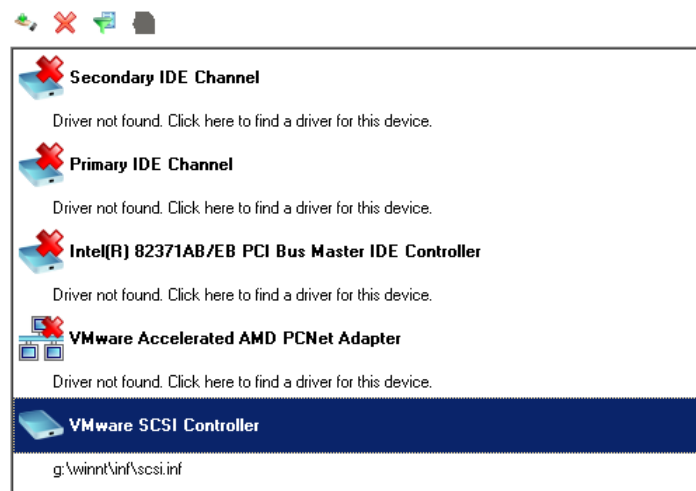 Secondary IDE Channel
Driver not found. Click here to find a driver for this device.
Primary IDE Channel
Driver not found. Click here to find a driver for this device.
Intel(R) 82371AB/EB PCI Bus Master IDE Controller
Driver not found. Click here to find a driver for this device.
VMware Accelerated AMD PCNet Adapter
Driver not found. Click here to find a driver for this device.
VMware SCSI Controller
g:\winnt\inf\scsi.inf